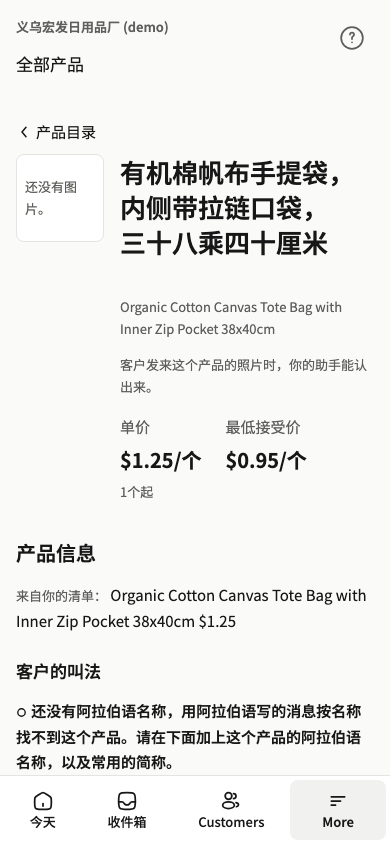 义乌宏发日用品厂 (demo)
全部产品
产品目录
还没有图
片。
有机棉帆布手提袋，
内侧带拉链口袋，
三十八乘四十厘米
Organic Cotton Canvas Tote Bag with
Inner Zip Pocket 38x40cm
客户发来这个产品的照片时，你的助手能认
出来。
单价
$1.25/个
1个起
最低接受价
$0.95/个
产品信息
来自你的清单： Organic Cotton Canvas Tote Bag with
Inner Zip Pocket 38x40cm $1.25
客户的叫法
还没有阿拉伯语名称，用阿拉伯语写的消息按名称
找不到这个产品。请在下面加上这个产品的阿拉伯语
名称，以及常用的简称。
今天
收件箱
Customers
More